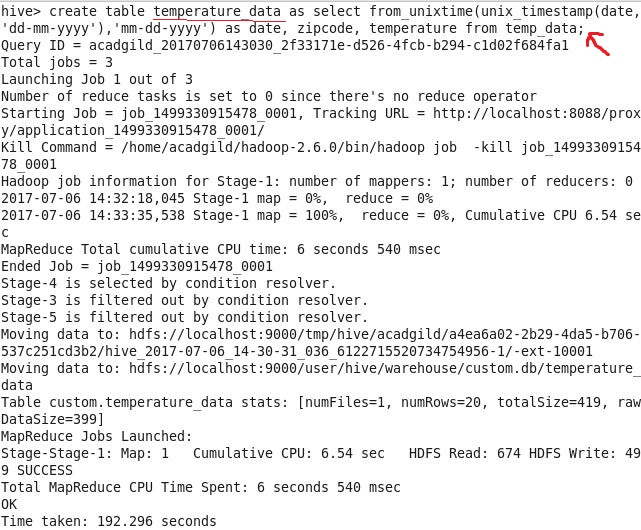 hive> create table temperature_data as select from_unixtime(unix_timestamp(date,
'dd-mm-yyyy'),'mm-dd-yyyy') as date, zipcode, temperature from temp_data;
Query ID = acadgild_20170706143030_2f33171e-d526-4fcb-b294-c1d02f684fa1
Total jobs = 3
Launching Job 1 out of 3
Number of reduce tasks is set to 0 since there's no reduce operator
Starting Job = job_1499330915478_0001, Tracking URL = http://localhost:8088/prox
y/application_1499330915478_0001/
Kill Command = /home/acadgild/hadoop-2.6.0/bin/hadoop job  -kill job_14993309154
78_0001
Hadoop job information for Stage-1: number of mappers: 1; number of reducers: 0
2017-07-06 14:32:18,045 Stage-1 map = 0%,  reduce = 0%
2017-07-06 14:33:35,538 Stage-1 map = 100%,  reduce = 0%, Cumulative CPU 6.54 se
c
MapReduce Total cumulative CPU time: 6 seconds 540 msec
Ended Job = job_1499330915478_0001
Stage-4 is selected by condition resolver.
Stage-3 is filtered out by condition resolver.
Stage-5 is filtered out by condition resolver.
Moving data to: hdfs://localhost:9000/tmp/hive/acadgild/a4ea6a02-2b29-4da5-b706-
537c251cd3b2/hive_2017-07-06_14-30-31_036_6122715520734754956-1/-ext-10001
Moving data to: hdfs://localhost:9000/user/hive/warehouse/custom.db/temperature_
data
Table custom.temperature_data stats: [numFiles=1, numRows=20, totalSize=419, raw
DataSize=399]
MapReduce Jobs Launched:
Stage-Stage-1: Map: 1   Cumulative CPU: 6.54 sec   HDFS Read: 674 HDFS Write: 49
9 SUCCESS
Total MapReduce CPU Time Spent: 6 seconds 540 msec
OK
Time taken: 192.296 seconds